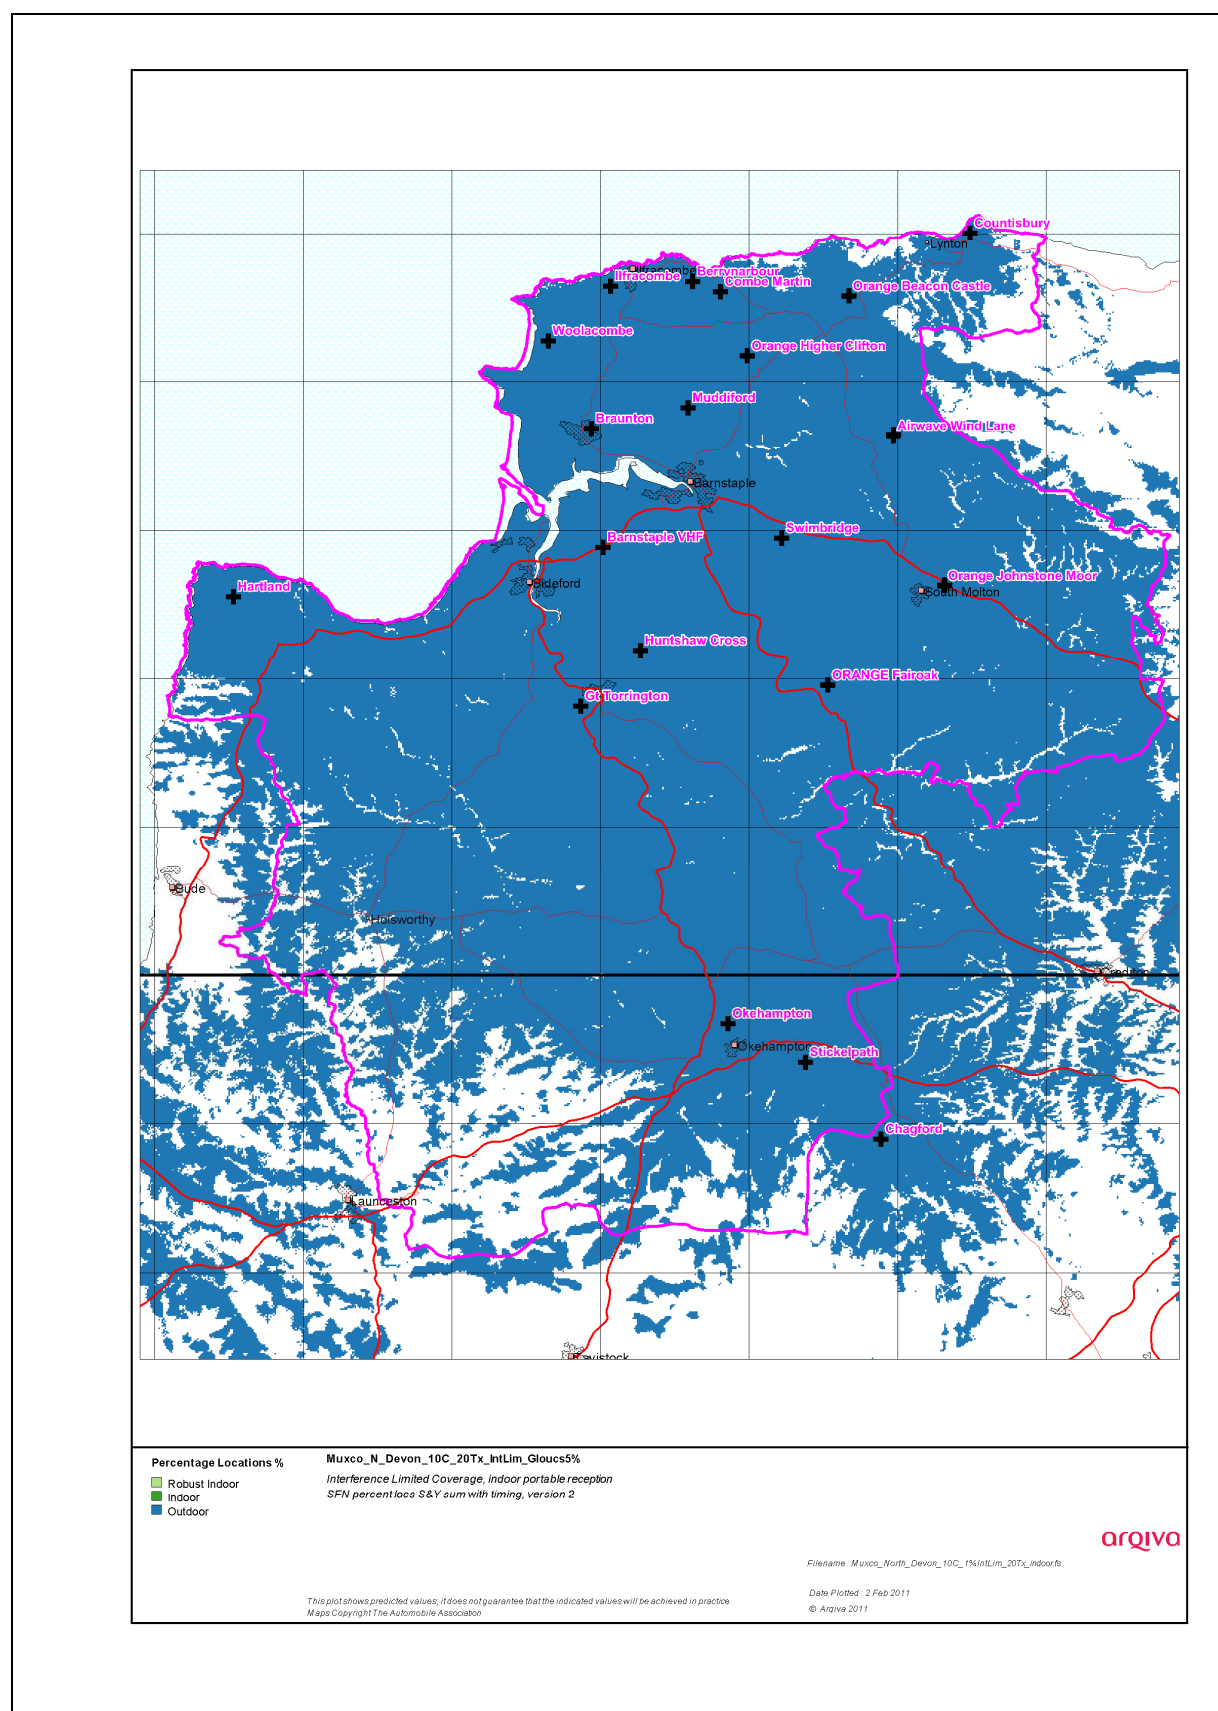 Countisbury
Lynton
Ilfracombe
Ilfracombe
Berrynarbour
Combe Martin
Orange Beacon Castle
Woolacombe
Orange Higher Clifton
Muddiford
Braunton
Airwave Wind Lane
Barnstaple
Swimbridge
Barnstaple VHF
Orange Johnstone Moor
Bideford
South Molton
Hartland
Huntshaw Cross
ORANGE Fairoak
Gt Torrington
Bude
Holsworthy
Crediton
Okehampton
Okehampton
Stickelpath
Chagford
Launceston
Tavistock
Percentage Locations %
Robust Indoor
Indoor
Outdoor
Muxco_N_Devon_10C_20Tx_IntLim_Gloucs5%
Interference Limited Coverage, indoor portable reception
SFN percent locs S&Y sum with timing, version 2
arqiva
Filename : Muxco_North_Devon_10C_1%IntLim_20Tx_indoor.fs
Date Plotted : 2 Feb 2011
© Arqiva 2011
This plot shows predicted values; it does not guarantee that the indicated values will be achieved in practice.
Maps Copyright The Automobile Association